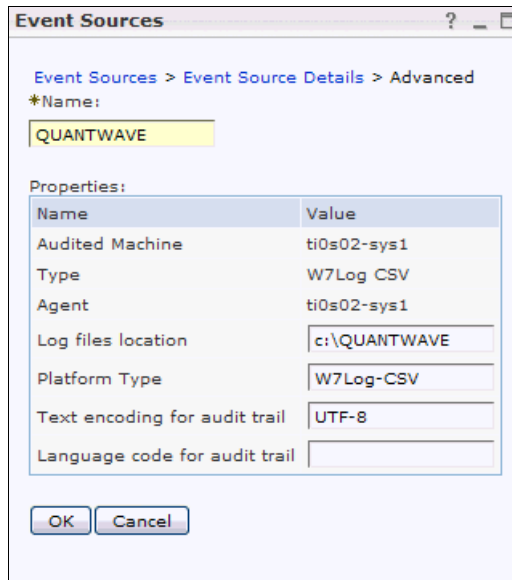 Event Sources ? _
Event Sources > Event Source Details > Advanced
*Name:
QUANTWAVE
Properties:
Name Value
Audited Machine ti0s02-sys1
Type W7Log CSV
Agent ti0s02-sys1
Log files location c:\QUANTWAVE
Platform Type W7Log-CSV
Text encoding for audit trail UTF-8
Language code for audit trail
OK Cancel